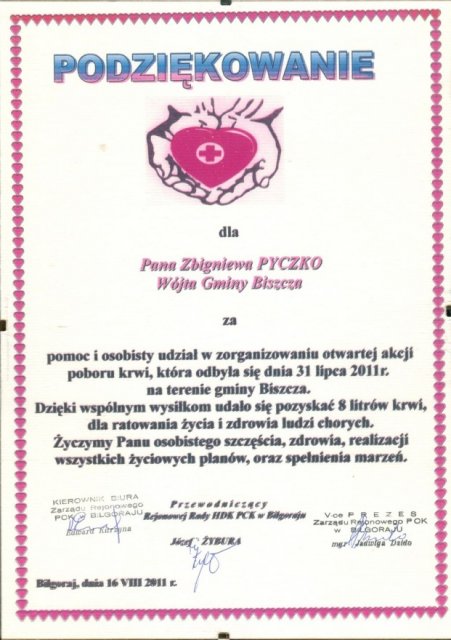 PODZIĘKOWANIE
dla
Pana Zbigniewa PYCZKO
Wójta Gminy Biszcza
za
pomoc i osobisty udział w zorganizowaniu otwartej akcji
poboru krwi, która odbyła się dnia 31 lipca 2011r.
na terenie gminy Biszcza.
Dzięki wspólnym wysiłkom udało się pozyskać 8 litrów krwi,
dla ratowania życia i zdrowia ludzi chorych.
Życzymy Panu osobistego szczęścia, zdrowia, realizacji
wszystkich życiowych planów, oraz spełnienia marzeń.
KIEROWNIK BIURA
Zarządu Rejonowego
PCK w BIŁGORAJU
Edward
Przewodniczący
Rejonowej Rady HDK PCK w Biłgoraju
Józef ŻYBURA
Vice PREZES
Zarządu Rejonowego PCK
w BIŁGORAJU
mgr Jadwiga
Biłgoraj, dnia 16 VIII 2011 r.